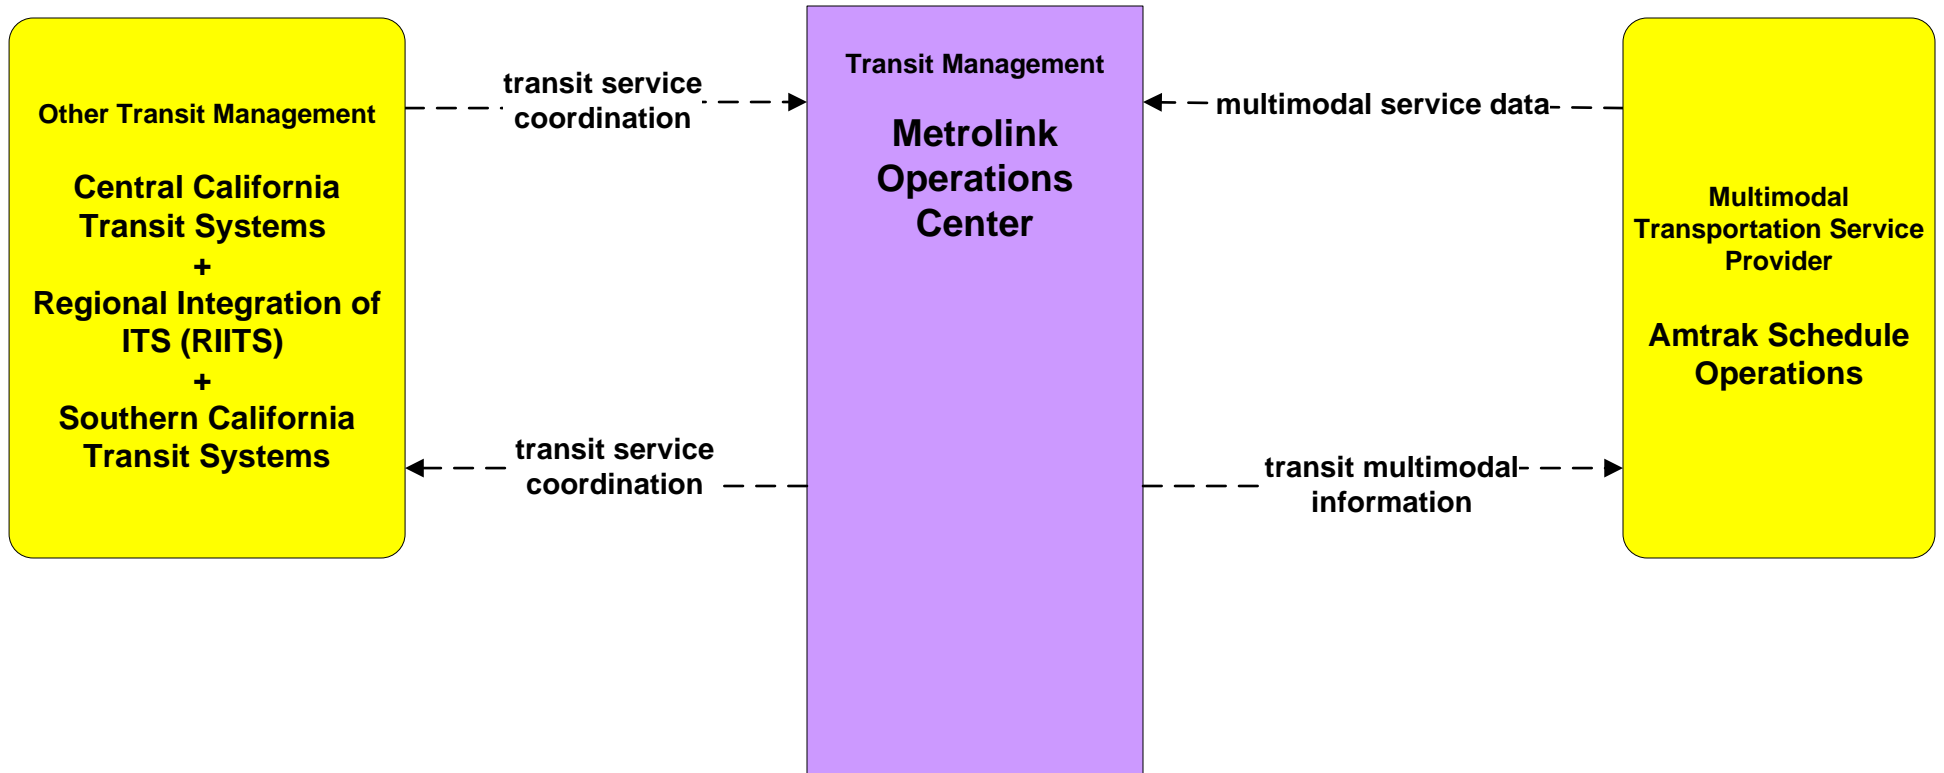 Other Transit Management
Central California
Transit Systems
+
Regional Integration of
ITS (RIITS)
+
Southern California
Transit Systems
transit service
coordination
transit service
coordination
Transit Management
Metrolink
Operations
Center
multimodal service data
transit multimodal
information
Multimodal
Transportation Service
Provider
Amtrak Schedule
Operations